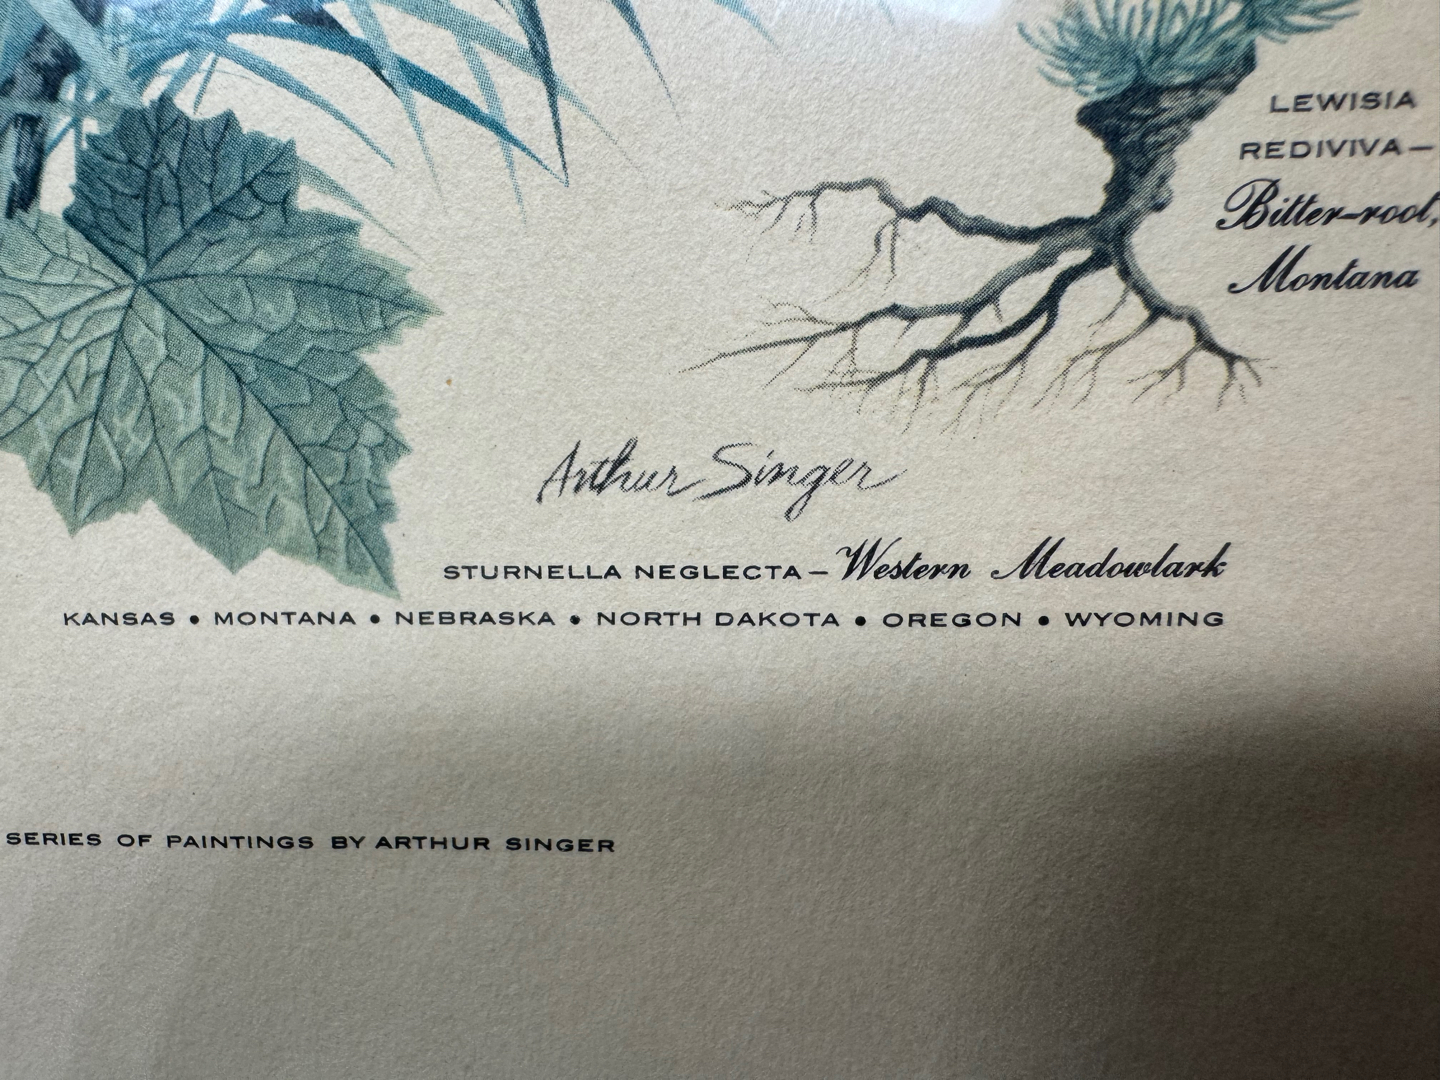 LEWISIA
REDIVIVA—
Bitter-root,
Montana
Arthur Singer
STURNELLA NEGLECTA—Western Meadowlark
KANSAS • MONTANA • NEBRASKA • NORTH DAKOTA • OREGON • WYOMING
SERIES OF PAINTINGS BY ARTHUR SINGER